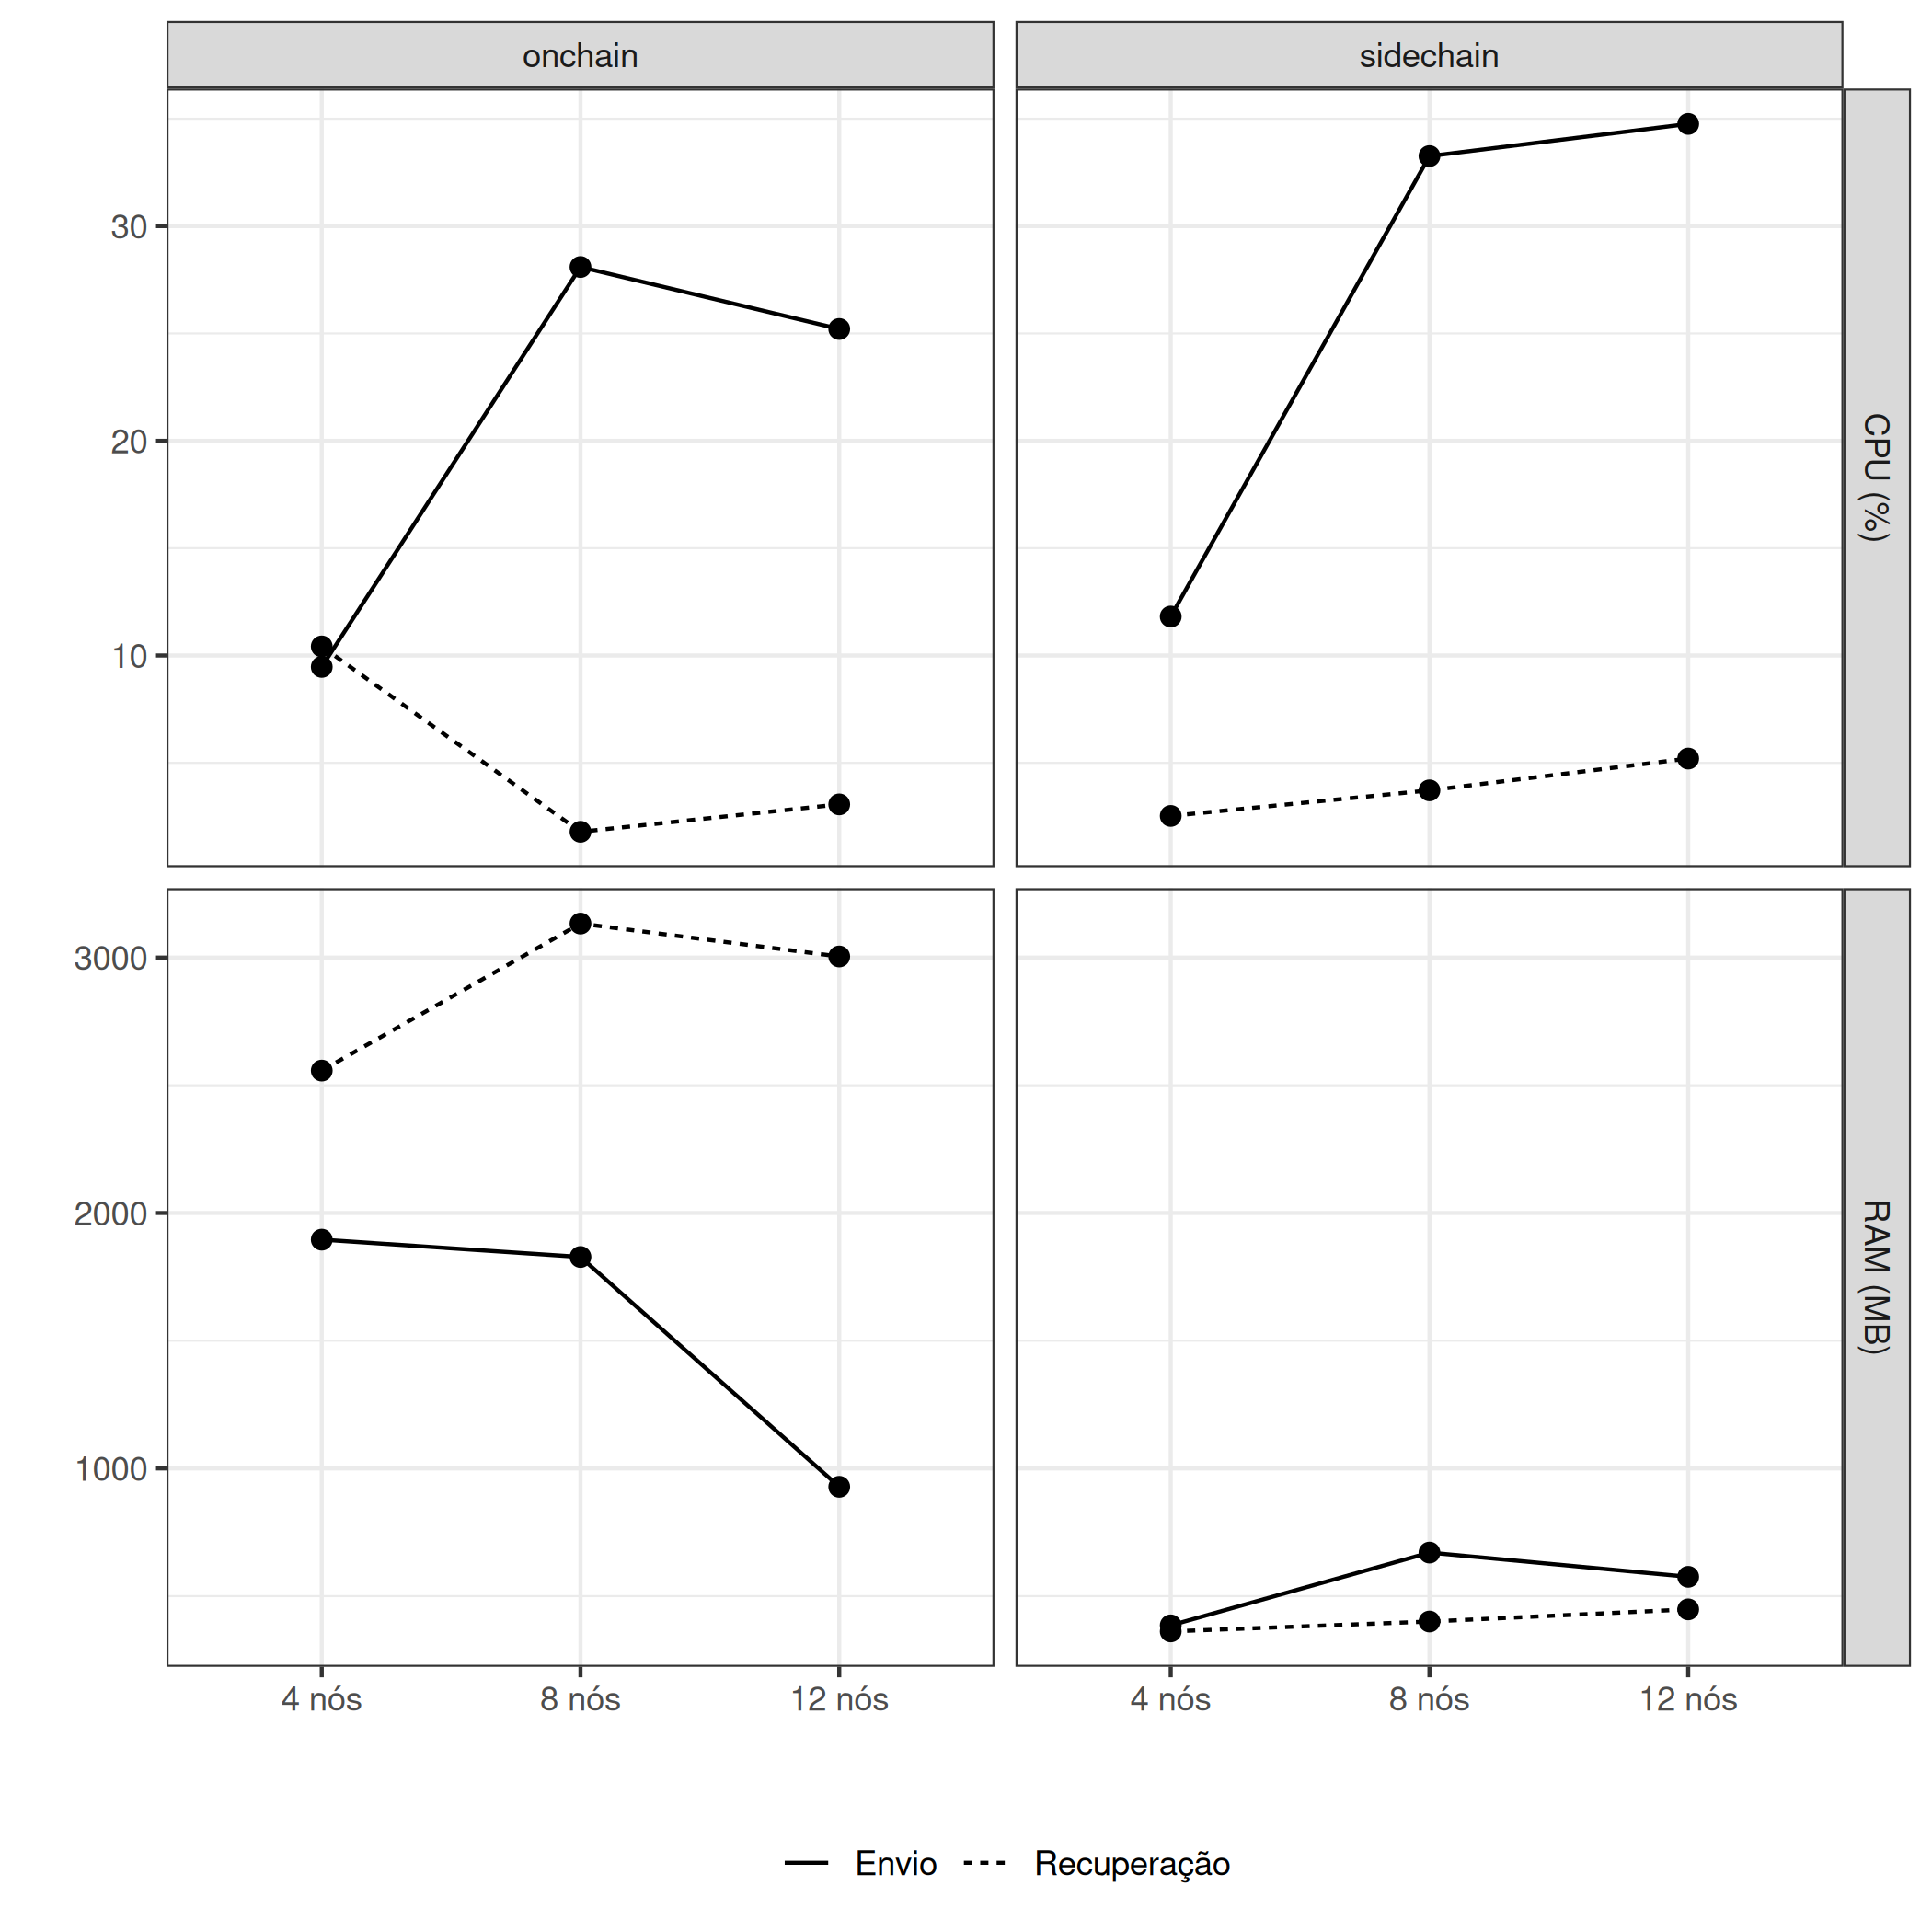 onchain
sidechain
30
20
10
CPU (%)
3000
2000
1000
RAM (MB)
4 nós
8 nós
12 nós
4 nós
8 nós
12 nós
Envio
Recuperação